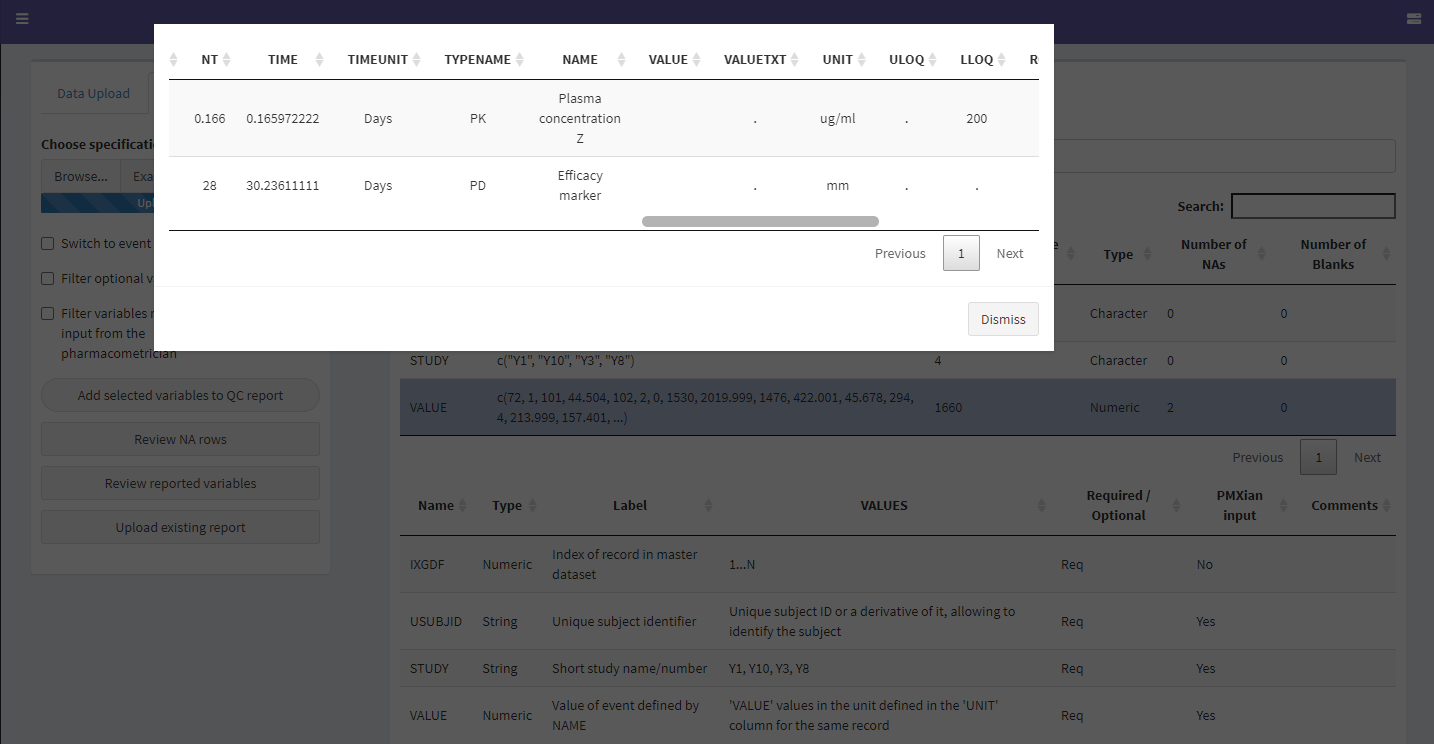 NT TIME TIMEUNIT TYPENAME NAME VALUE VALUETXT UNIT ULOQ LLOQ
0.166 0.165972222 Days PK Plasma concentration Z . ug/ml . 200
28 30.23611111 Days PD Efficacy marker . mm . .
Previous 1 Next
Dismiss
Data Upload
Browse...
Switch to event
input from the
pharmacometrician
Add selected variables to QC report
Review NA rows
Review reported variables
Upload existing report
Search:
Type Number of NAs Number of Blanks
Character 0 0
STUDY c("Y1", "Y10", "Y3", "Y8") 4 Character 0 0
VALUE c(72, 1, 101, 44.504, 102, 2, 0, 1530, 2019.999, 1476, 422.001, 45.678, 294,
4, 213.999, 157.401, ...) 1660 Numeric 2 0
Previous 1 Next
Name Type Label VALUES Required / Optional PMXian input Comments
IXGDF Numeric Index of record in master dataset 1...N Req No
USUBJID String Unique subject identifier Unique subject ID or a derivative of it, allowing to identify the subject Req Yes
STUDY String Short study name/number Y1, Y10, Y3, Y8 Req Yes
VALUE Numeric Value of event defined by NAME 'VALUE' values in the unit defined in the 'UNIT' column for the same record Req Yes